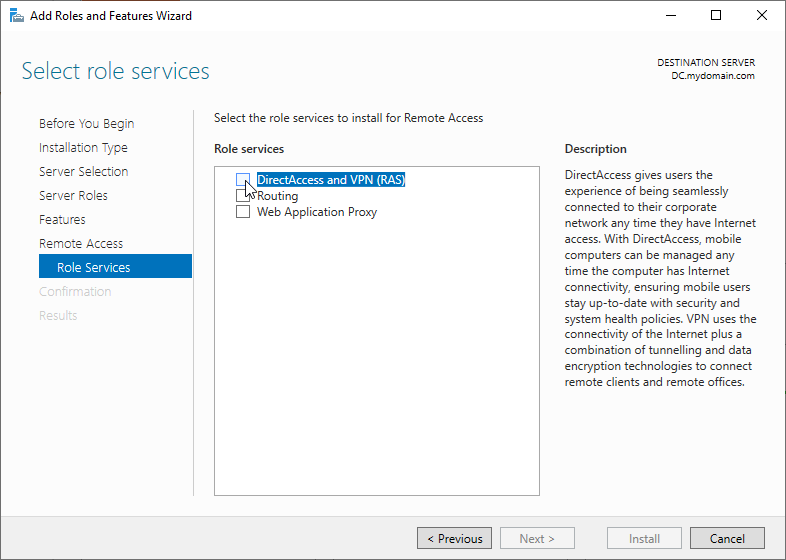 Add Roles and Features Wizard
Select role services
DESTINATION SERVER
DC.mydomain.com
Before You Begin
Installation Type
Server Selection
Server Roles
Features
Remote Access
Role Services
Confirmation
Results
Select the role services to install for Remote Access
Role services
DirectAccess and VPN (RAS)
Routing
Web Application Proxy
Description
DirectAccess gives users the
experience of being seamlessly
connected to their corporate
network any time they have Internet
access. With DirectAccess, mobile
computers can be managed any
time the computer has Internet
connectivity, ensuring mobile users
stay up-to-date with security and
system health policies. VPN uses the
connectivity of the Internet plus a
combination of tunnelling and data
encryption technologies to connect
remote clients and remote offices.
< Previous
Next >
Install
Cancel